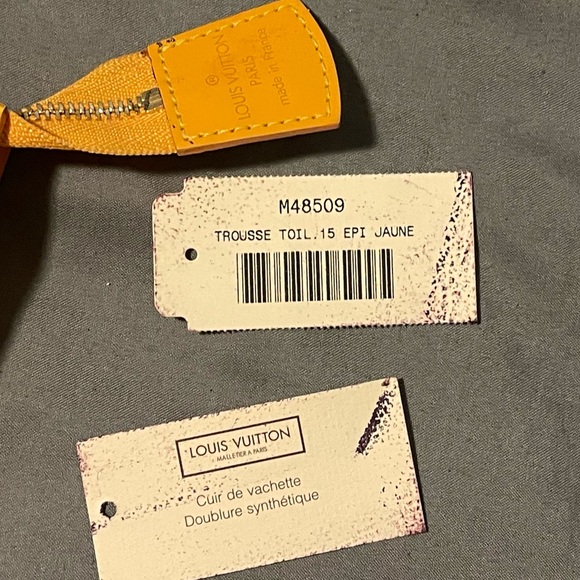 LOUIS VUITTON
PARIS
made in France
M48509
TROUSSE TOIL.15 EPI JAUNE
LOUIS VUITTON
MALLETIER A PARIS
Cuir de vachette
Doublure synthétique